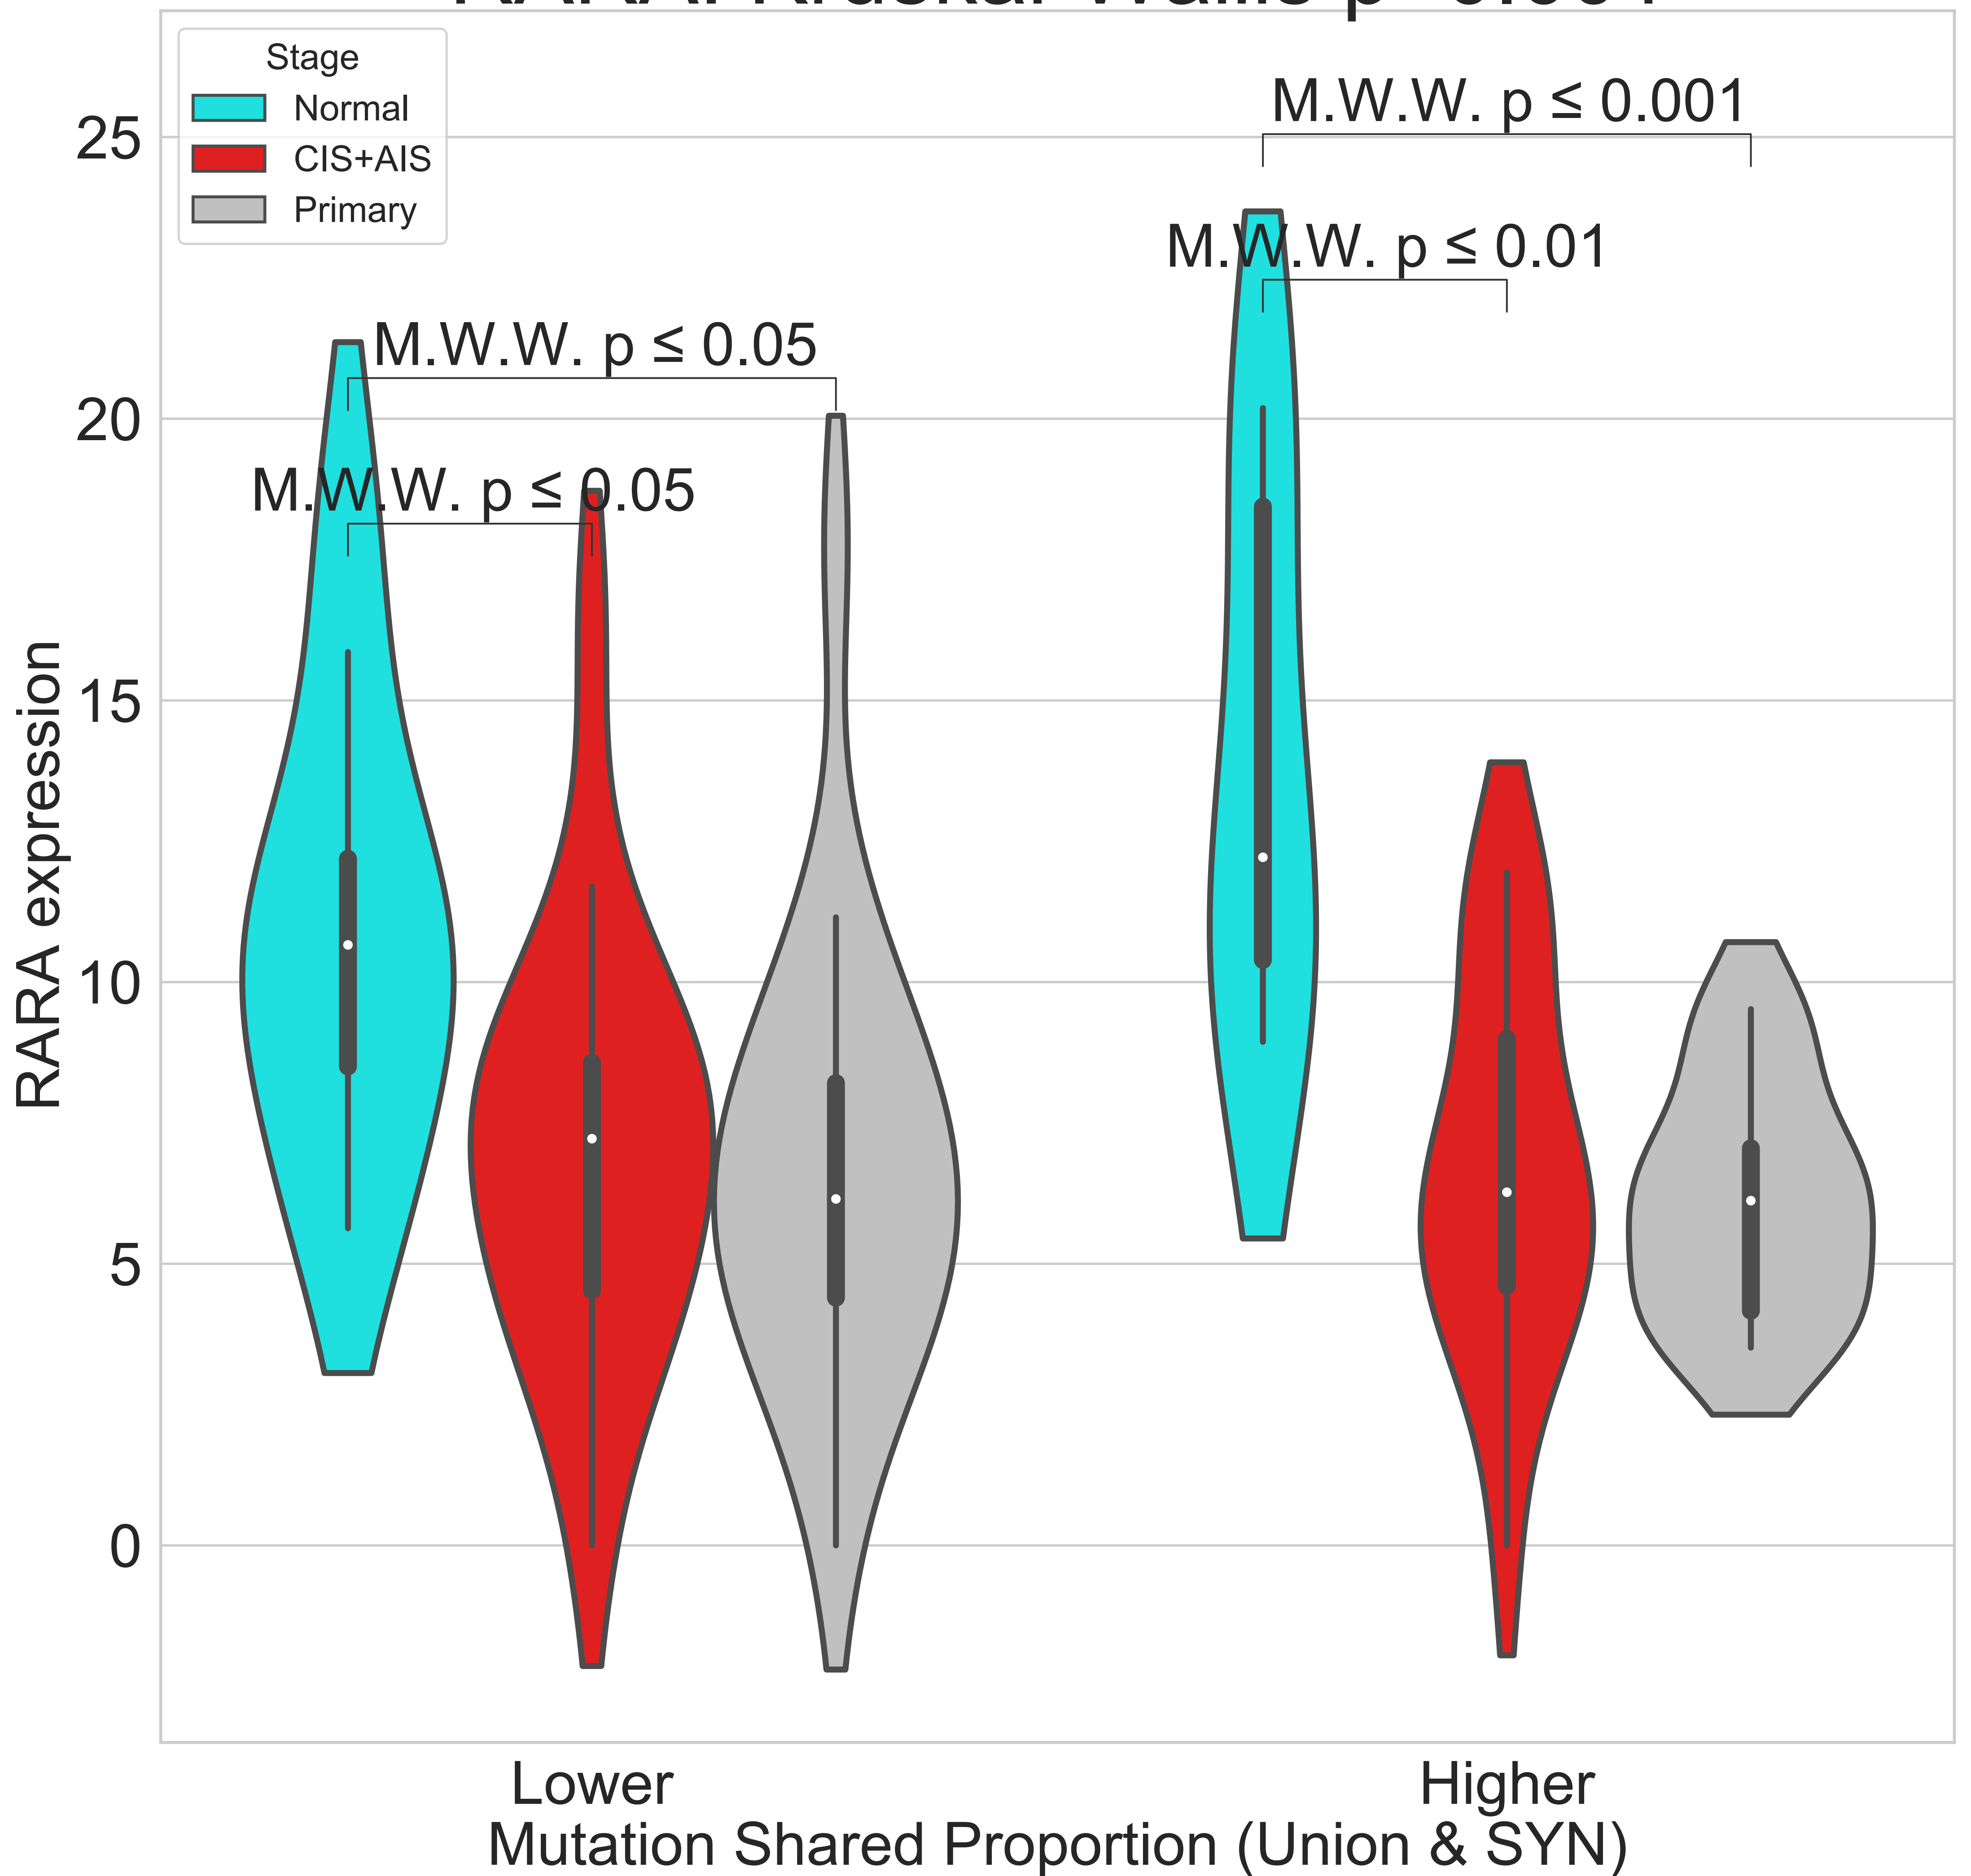 Stage
Normal
CIS+AIS
Primary
M.W.W. p ≤ 0.001
M.W.W. p ≤ 0.01
M.W.W. p ≤ 0.05
M.W.W. p ≤ 0.05
25
20
15
10
5
0
RARA expression
Lower
Higher
Mutation Shared Proportion (Union & SYN)